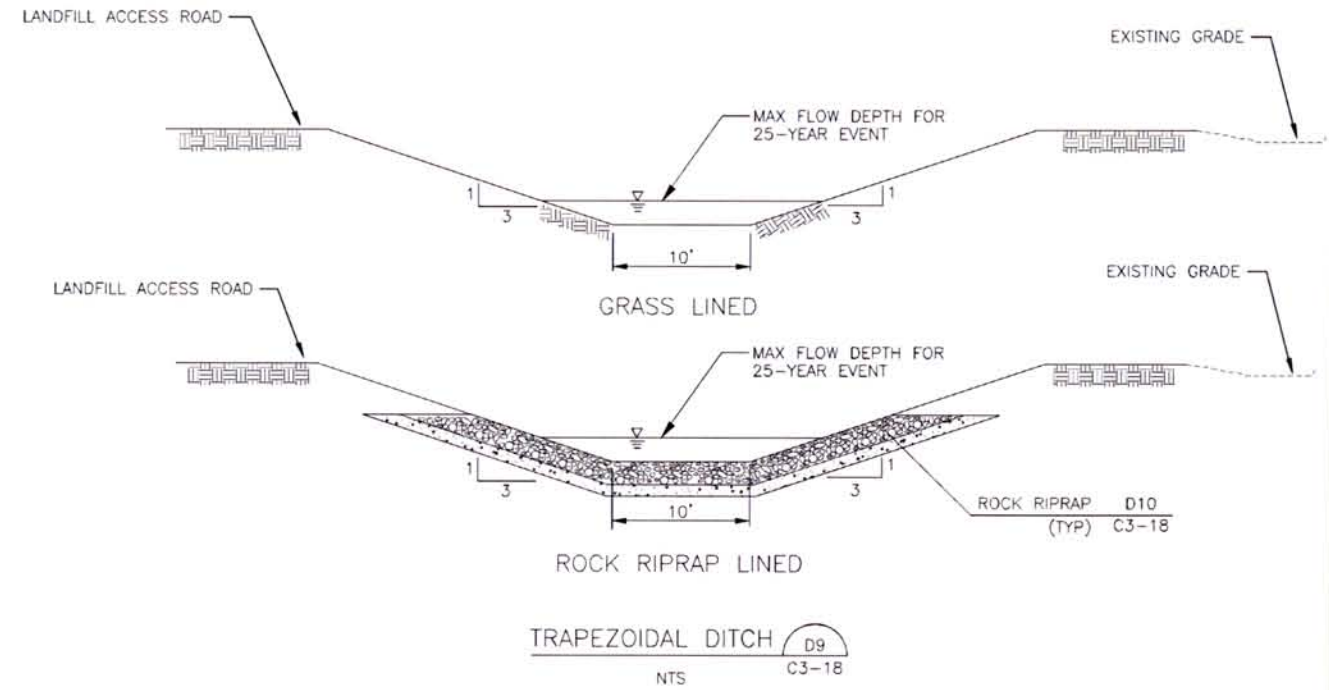 LANDFILL ACCESS ROAD
EXISTING GRADE
MAX FLOW DEPTH FOR
25-YEAR EVENT
1
3
1
3
10'
GRASS LINED
LANDFILL ACCESS ROAD
EXISTING GRADE
MAX FLOW DEPTH FOR
25-YEAR EVENT
1
3
1
3
10'
ROCK RIPRAP D10
(TYP) C3-18
ROCK RIPRAP LINED
TRAPEZOIDAL DITCH D9
NTS C3-18